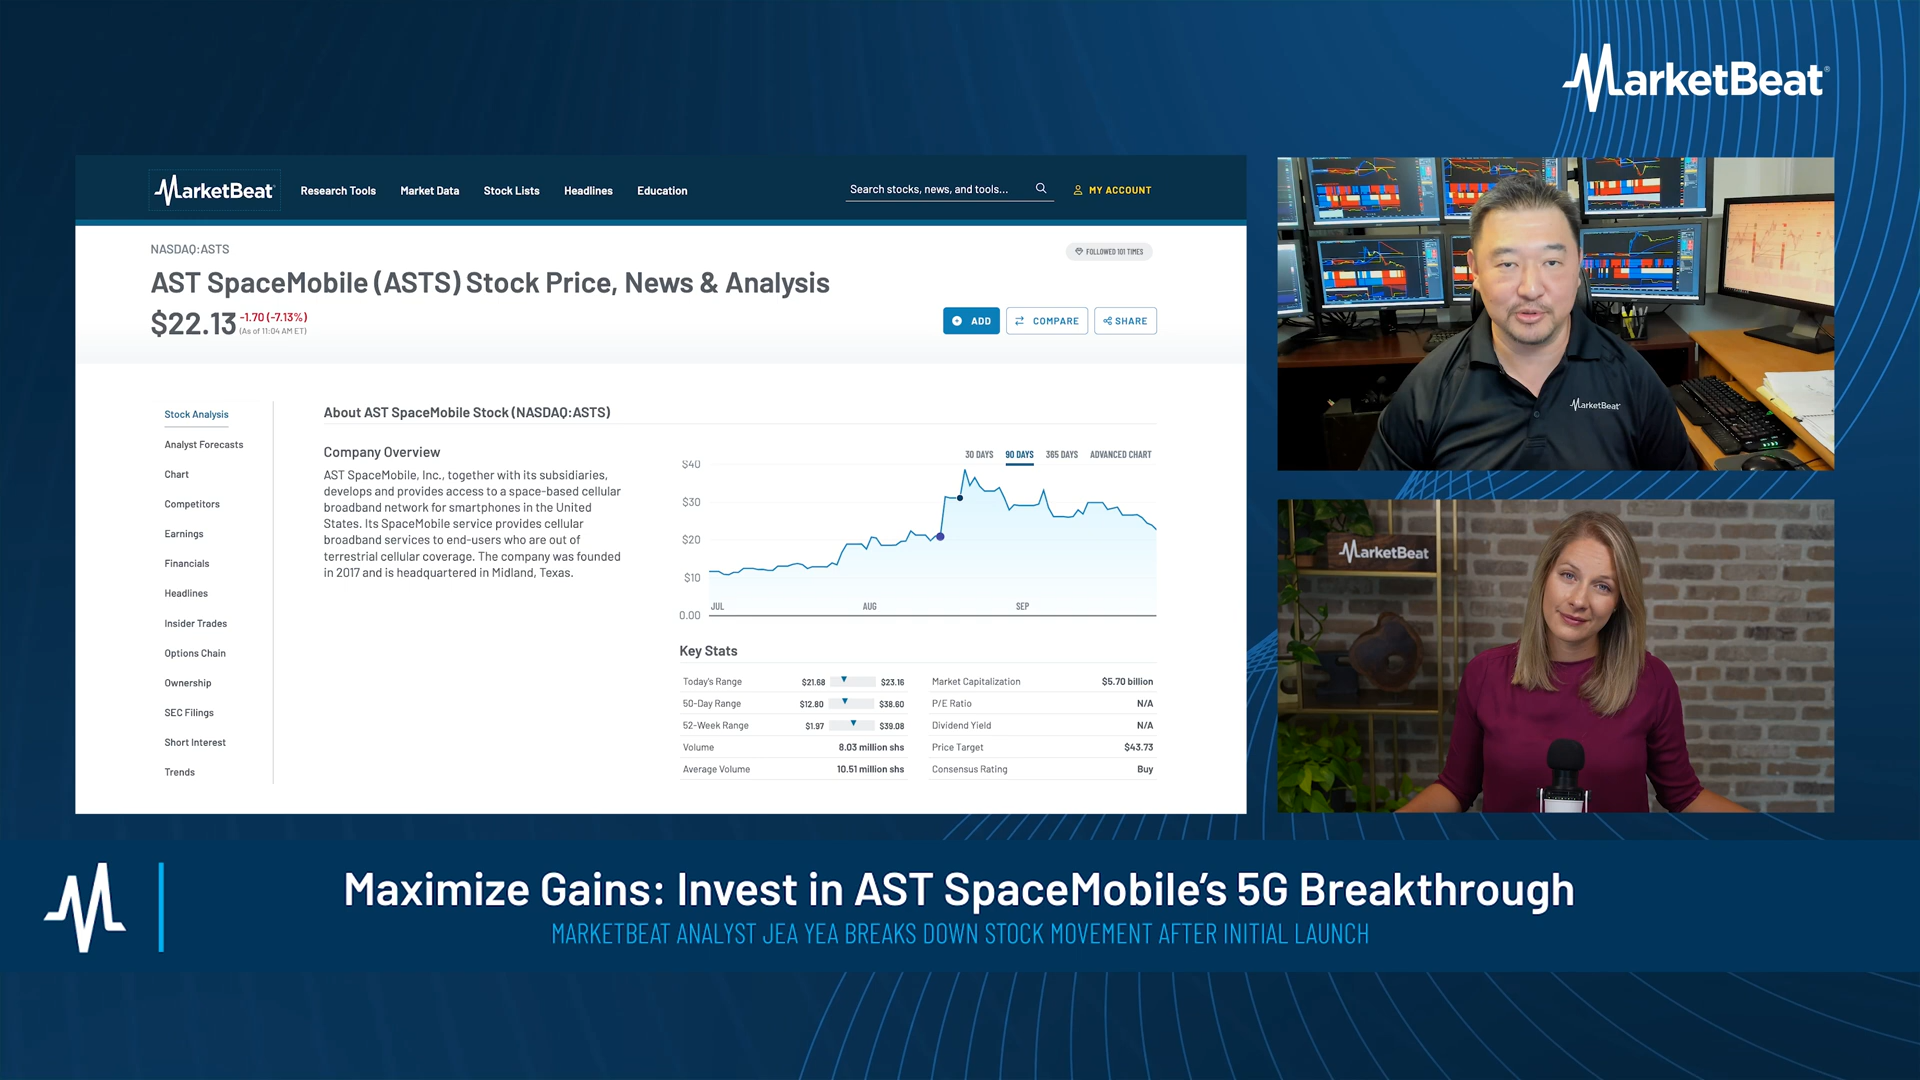 MarketBeat®
MarketBeat
Research Tools
Market Data
Stock Lists
Headlines
Education
Search stocks, news, and tools...
MY ACCOUNT
NASDAQ:ASTS
FOLLOWED 101 TIMES
AST SpaceMobile (ASTS) Stock Price, News & Analysis
$22.13 -1.70 (-7.13%)
(As of 11:04 AM ET)
ADD
COMPARE
SHARE
Stock Analysis
Analyst Forecasts
Chart
Competitors
Earnings
Financials
Headlines
Insider Trades
Options Chain
Ownership
SEC Filings
Short Interest
Trends
About AST SpaceMobile Stock (NASDAQ:ASTS)
Company Overview
AST SpaceMobile, Inc., together with its subsidiaries,
develops and provides access to a space-based cellular
broadband network for smartphones in the United
States. Its SpaceMobile service provides cellular
broadband services to end-users who are out of
terrestrial cellular coverage. The company was founded
in 2017 and is headquartered in Midland, Texas.
30 DAYS 90 DAYS 365 DAYS ADVANCED CHART
$40
$30
$20
$10
0.00
JUL AUG SEP
Key Stats
Today's Range $21.68 $23.16
50-Day Range $12.80 $38.60
52-Week Range $1.97 $39.08
Volume 8.03 million shs
Average Volume 10.51 million shs
Market Capitalization $5.70 billion
P/E Ratio N/A
Dividend Yield N/A
Price Target $43.73
Consensus Rating Buy
MarketBeat
MarketBeat
Maximize Gains: Invest in AST SpaceMobile's 5G Breakthrough
MARKETBEAT ANALYST JEA YEA BREAKS DOWN STOCK MOVEMENT AFTER INITIAL LAUNCH